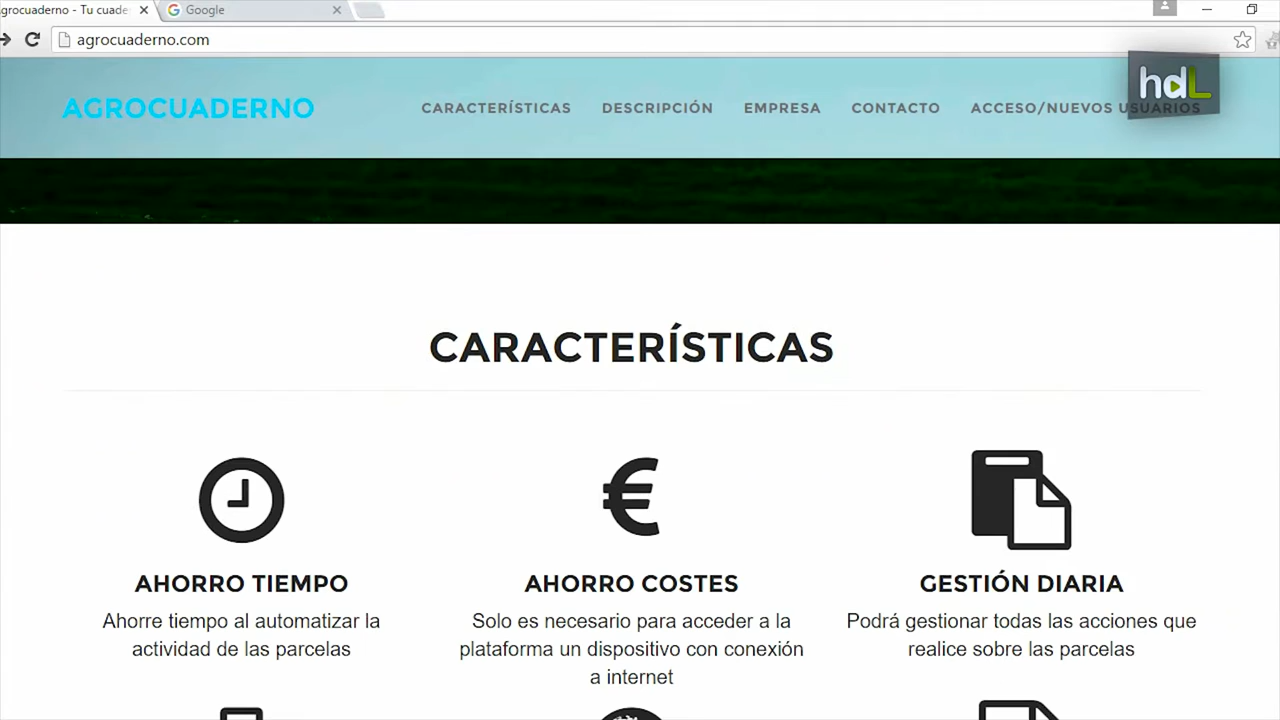 grocuaderno - Tu cuade
Google
agrocuaderno.com
AGROCUADERNO
CARACTERÍSTICAS
DESCRIPCIÓN
EMPRESA
CONTACTO
ACCESO/NUEVOS USUARIOS
hdL
CARACTERÍSTICAS
AHORRO TIEMPO
Ahorre tiempo al automatizar la
actividad de las parcelas
AHORRO COSTES
Solo es necesario para acceder a la
plataforma un dispositivo con conexión
a internet
GESTIÓN DIARIA
Podrá gestionar todas las acciones que
realice sobre las parcelas